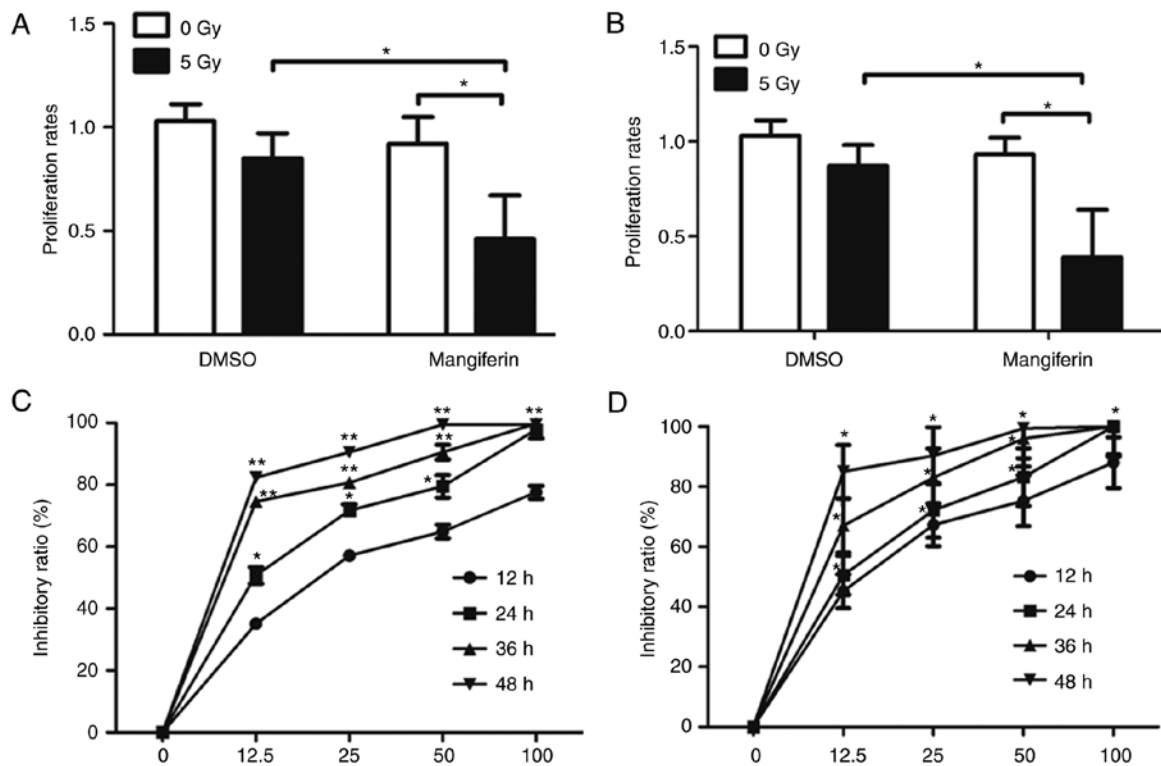 A
Proliferation rates
1.5
1.0
0.5
0.0
0 Gy
5 Gy
*
*
DMSO
Mangiferin
B
Proliferation rates
1.5
1.0
0.5
0.0
0 Gy
5 Gy
*
*
DMSO
Mangiferin
C
Inhibitory ratio (%)
100
80
60
40
20
0
** ** ** **
** ** **
* * *
12 h
24 h
36 h
48 h
0 12.5 25 50 100
D
Inhibitory ratio (%)
100
80
60
40
20
0
* * * *
* * *
* * *
12 h
24 h
36 h
48 h
0 12.5 25 50 100